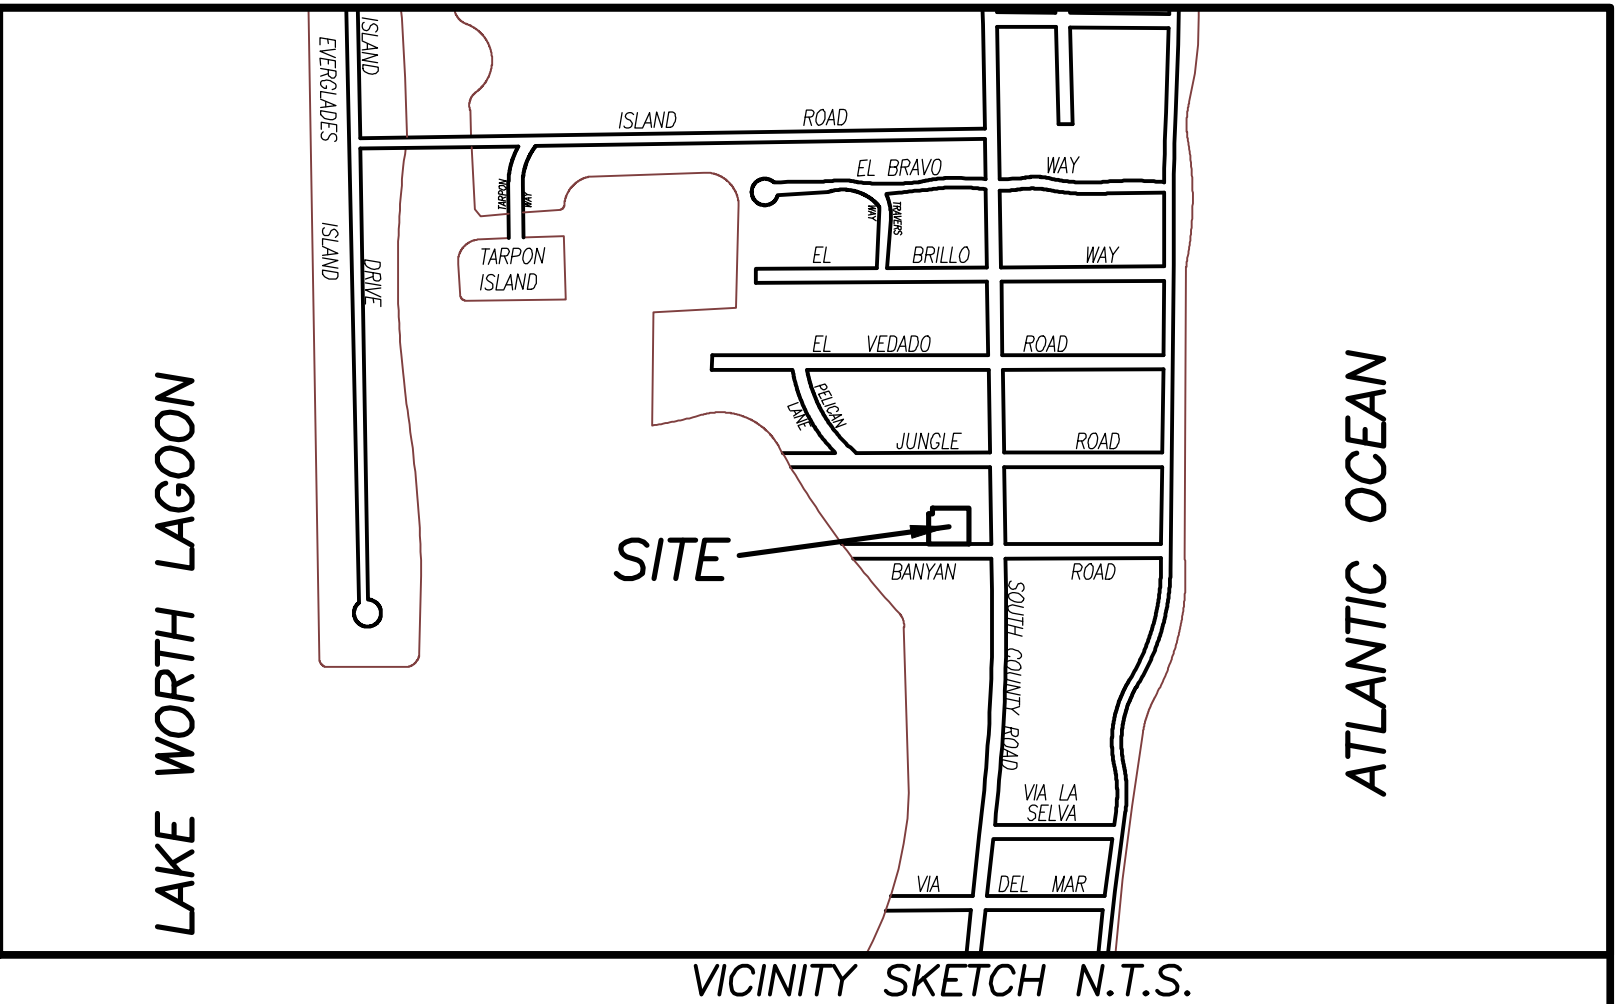 ISLAND
EVERGLADES
ISLAND
DRIVE
ISLAND ROAD
TARPON
WAY
TARPON
ISLAND
EL BRAVO WAY
WAY
TRAVERS
EL BRILLO WAY
EL VEDADO ROAD
PELICAN
LANE
JUNGLE ROAD
SITE
BANYAN ROAD
SOUTH COUNTY ROAD
VIA LA
SELVA
VIA DEL MAR
LAKE WORTH LAGOON
ATLANTIC OCEAN
VICINITY SKETCH N.T.S.